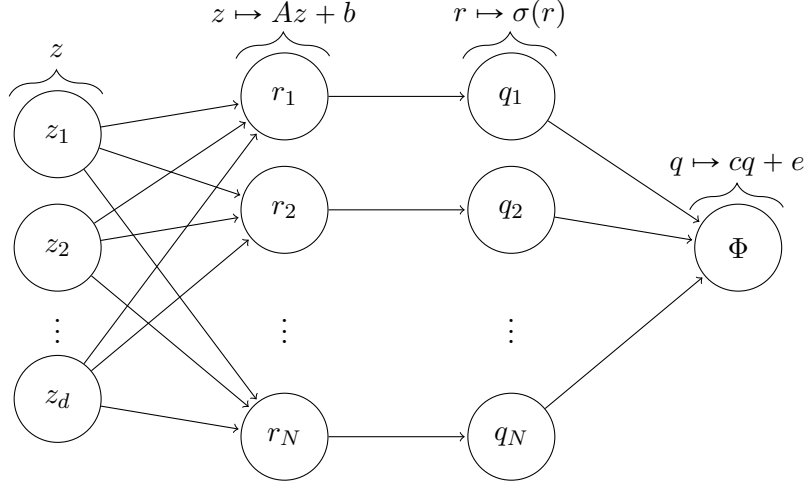 z
z ↦ Az + b
r ↦ σ(r)
q ↦ cq + e
z₁
z₂
⋮
z_d
r₁
r₂
⋮
r_N
q₁
q₂
⋮
q_N
Φ